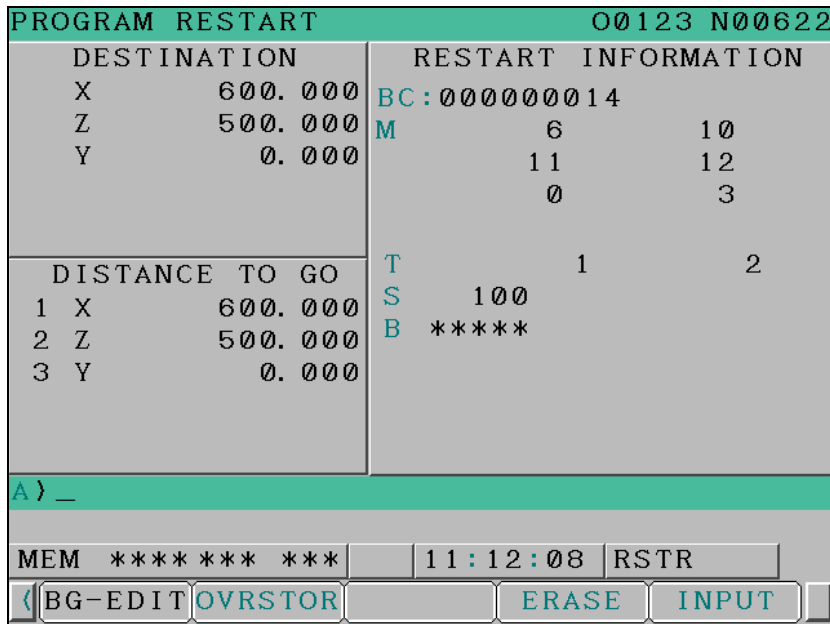 PROGRAM RESTART O0123 N00622
DESTINATION
X 600.000
Z 500.000
Y 0.000
DISTANCE TO GO
1 X 600.000
2 Z 500.000
3 Y 0.000
RESTART INFORMATION
BC:000000014
M 6 10
11 12
0 3
T 1 2
S 100
B *****
A>_
MEM **** *** *** 11:12:08 RSTR
BG-EDIT OVRSTOR ERASE INPUT